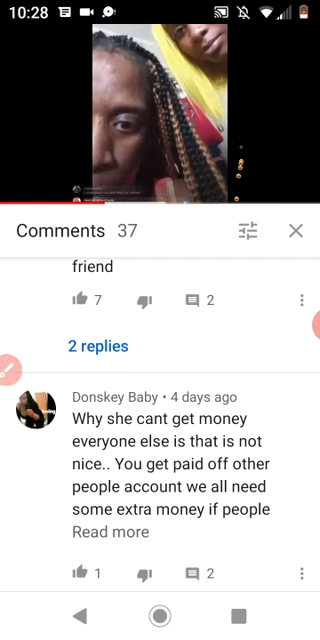 10:28
Comments 37
friend
7
2
2 replies
Donskey Baby • 4 days ago
Why she cant get money
everyone else is that is not
nice.. You get paid off other
people account we all need
some extra money if people
Read more
1
2